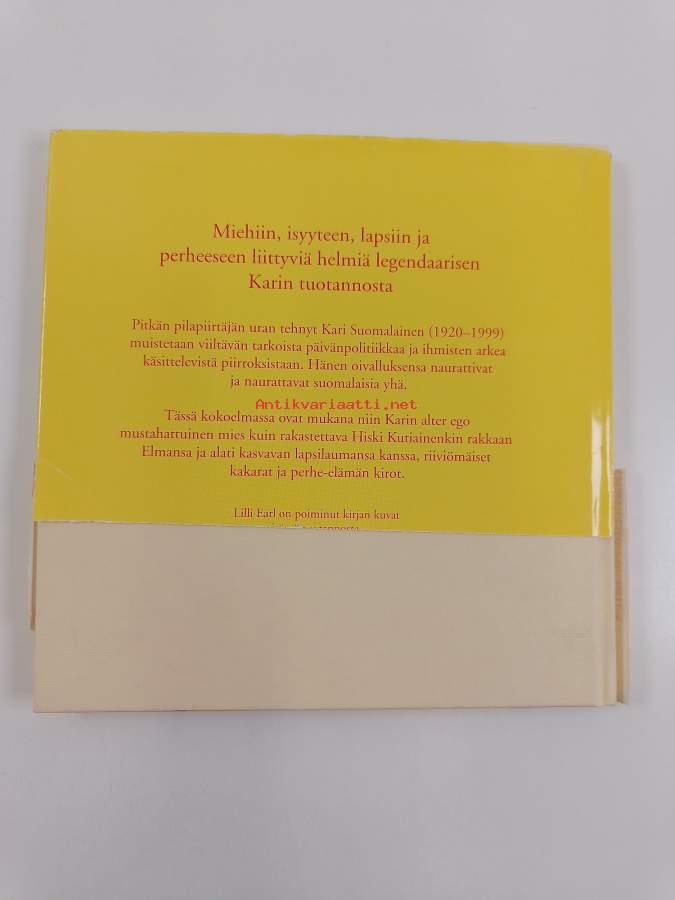 Miehiin, isyyteen, lapsiin ja
perheeseen liittyviä helmiä legendaarisen
Karin tuotannosta
Pitkän pilapiirtäjän uran tehnyt Kari Suomalainen (1920–1999)
muistetaan viiltävän tarkoista päivänpolitiikkaa ja ihmisten arkea
käsittelevistä piirroksistaan. Hänen oivalluksensa naurattivat
ja naurattavat suomalaisia yhä.
Antikvariaatti.net
Tässä kokoelmassa ovat mukana niin Karin alter ego
mustahattuinen mies kuin rakastettava Hiski Kutiainenkin rakkaan
Elmansa ja alati kasvavan lapsilaumansa kanssa, riiviömäiset
kakarat ja perhe-elämän kirot.
Lilli Earl on poiminut kirjan kuvat